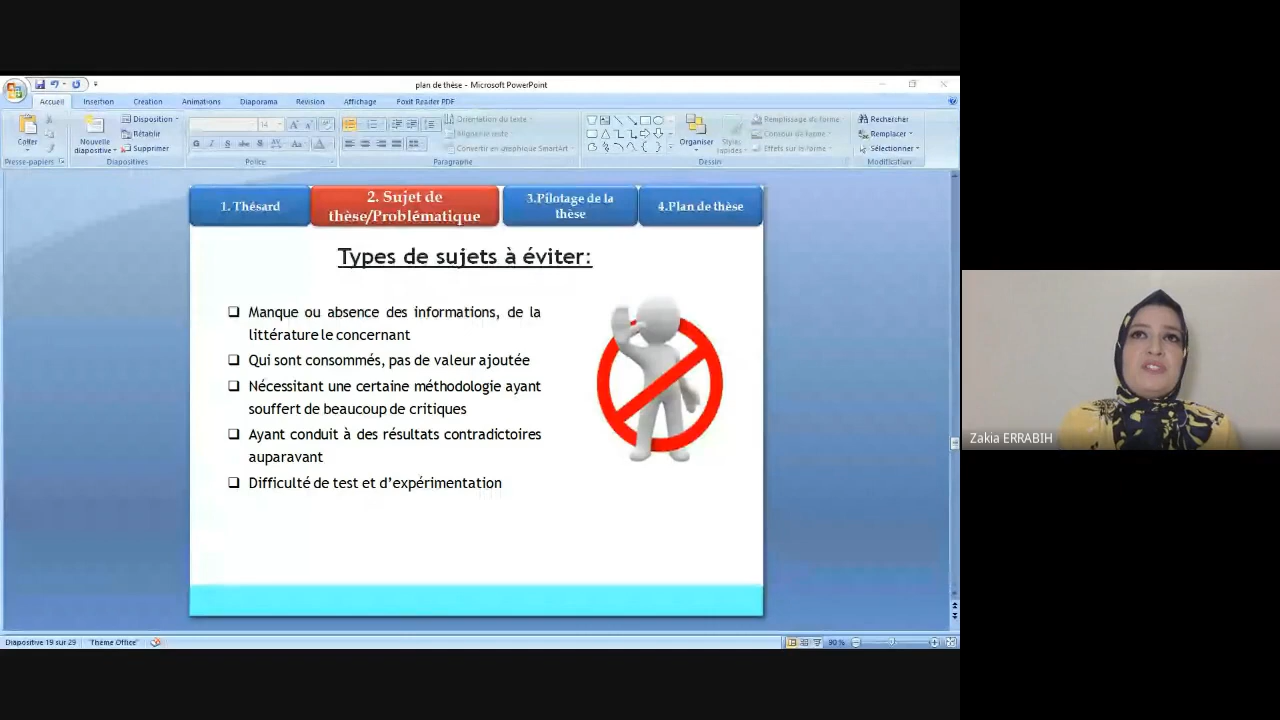 plan de thèse - Microsoft PowerPoint
Accueil Insertion Création Animations Diaporama Révision Affichage Foxit Reader PDF
Coller
Nouvelle diapositive
Disposition
Rétablir
Supprimer
Orientation du texte
Aligner le texte
Convertir en graphique SmartArt
Organiser
Styles rapides
Remplissage de forme
Contour de forme
Effets sur la forme
Rechercher
Remplacer
Sélectionner
Presse-papiers Diapositives Police Paragraphe Dessin Modification
1. Thésard
2. Sujet de
thèse/Problématique
3.Pilotage de la
thèse
4.Plan de thèse
Types de sujets à éviter:
Manque ou absence des informations, de la
littérature le concernant
Qui sont consommés, pas de valeur ajoutée
Nécessitant une certaine méthodologie ayant
souffert de beaucoup de critiques
Ayant conduit à des résultats contradictoires
auparavant
Difficulté de test et d'expérimentation
Zakia ERRABIH
Diapositive 19 sur 29 "Thème Office" 90 %